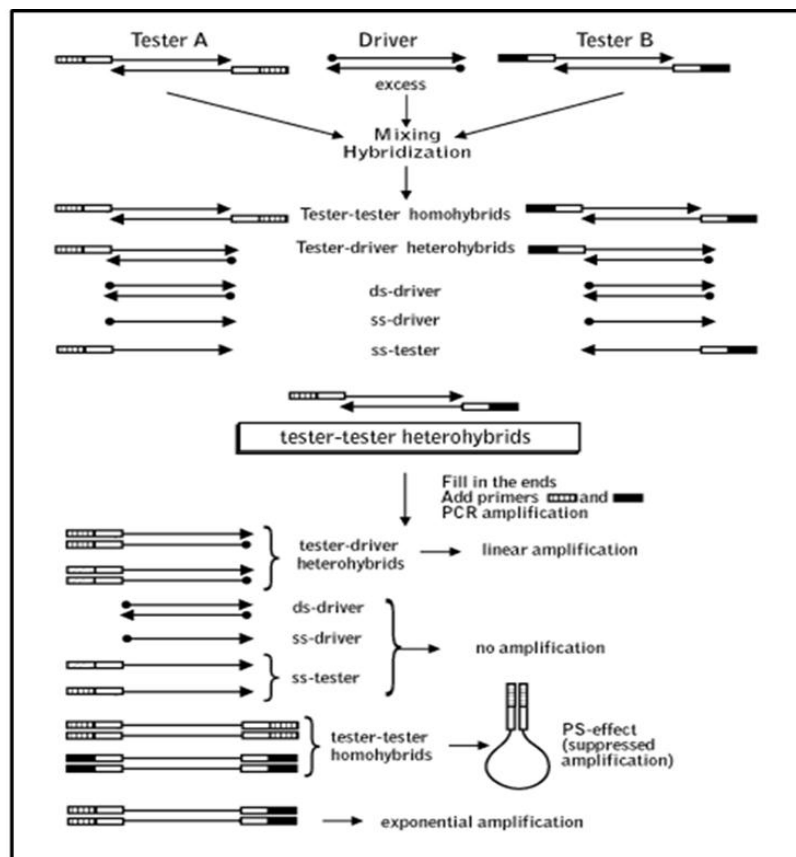 Tester A
Driver
Tester B
excess
Mixing
Hybridization
Tester-tester homohybrids
Tester-driver heterohybrids
ds-driver
ss-driver
ss-tester
tester-tester heterohybrids
Fill in the ends
Add primers and
PCR amplification
tester-driver
heterohybrids
linear amplification
ds-driver
ss-driver
no amplification
ss-tester
tester-tester
homohybrids
PS-effect
(suppressed
amplification)
exponential amplification